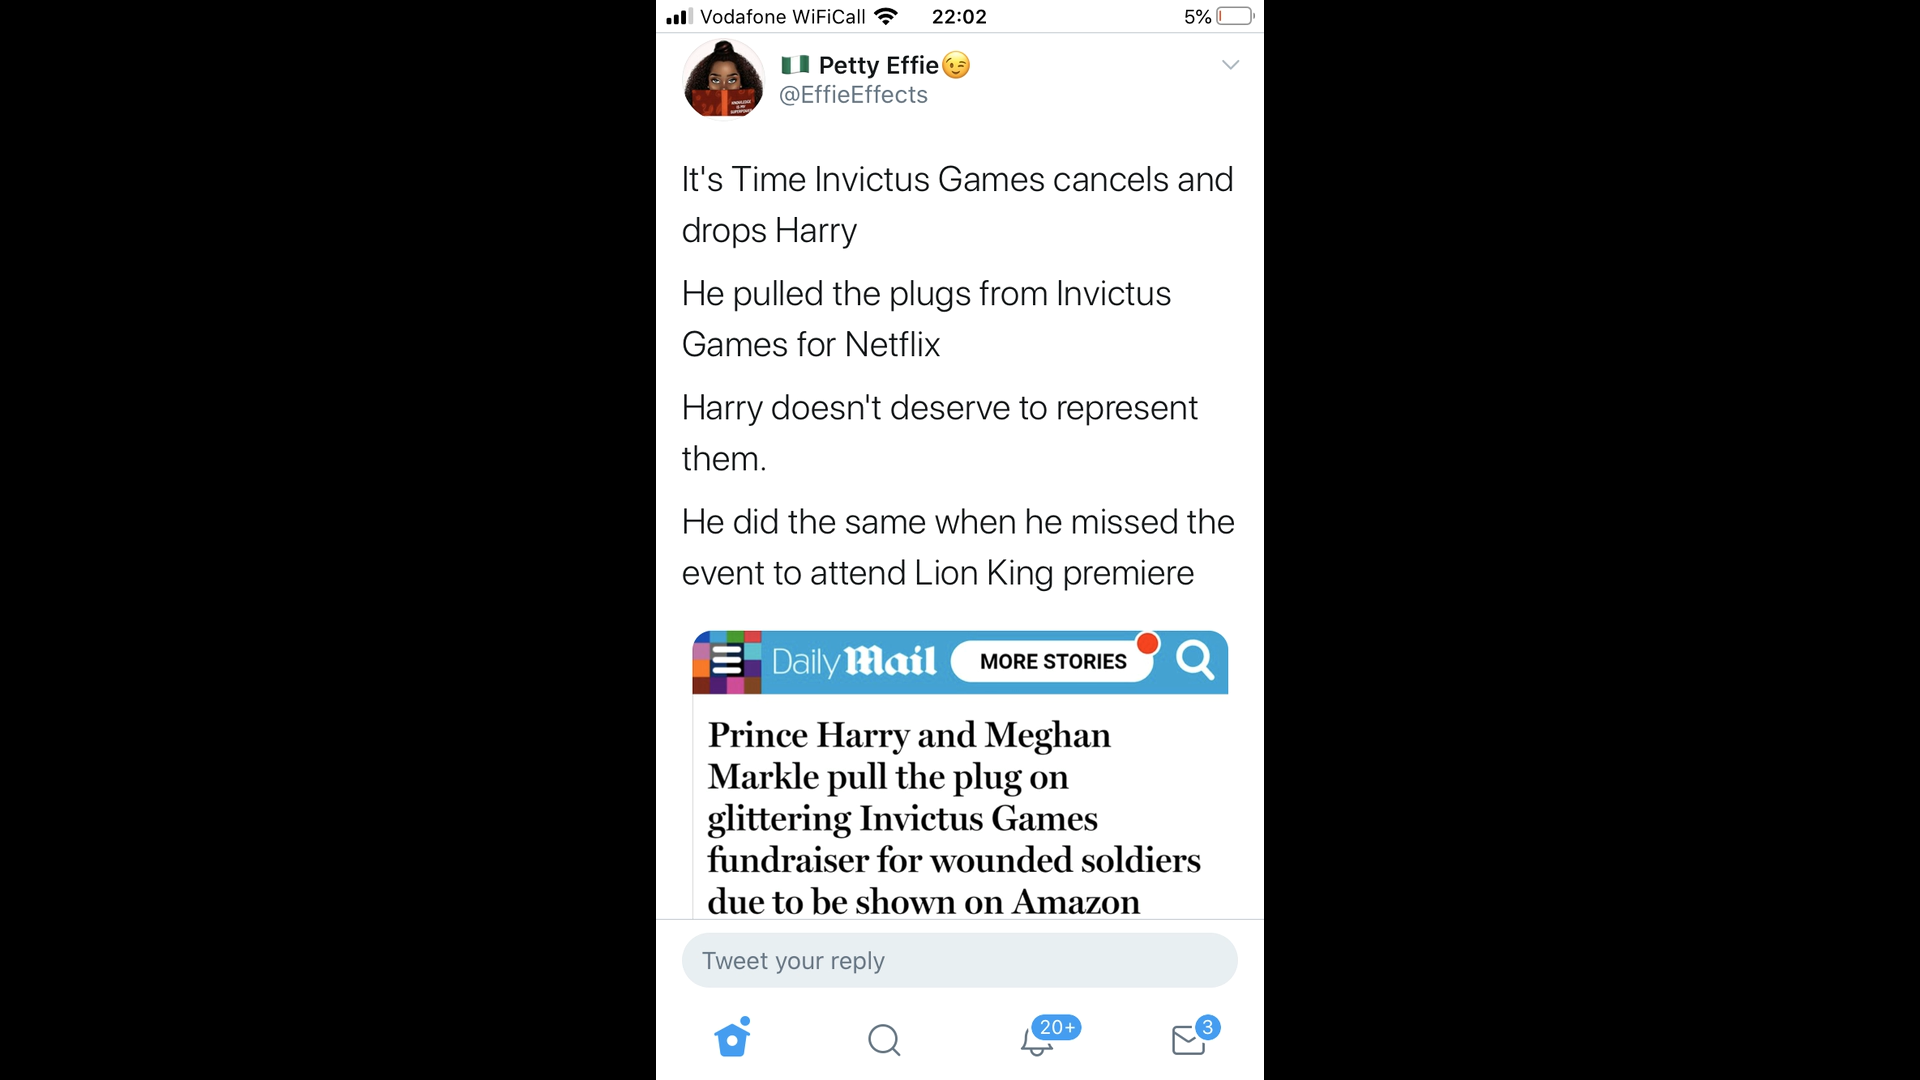 Vodafone WiFiCall 22:02 5%
Petty Effie
@EffieEffects
It's Time Invictus Games cancels and
drops Harry
He pulled the plugs from Invictus
Games for Netflix
Harry doesn't deserve to represent
them.
He did the same when he missed the
event to attend Lion King premiere
Daily Mail MORE STORIES
Prince Harry and Meghan
Markle pull the plug on
glittering Invictus Games
fundraiser for wounded soldiers
due to be shown on Amazon
Tweet your reply
20+ 3